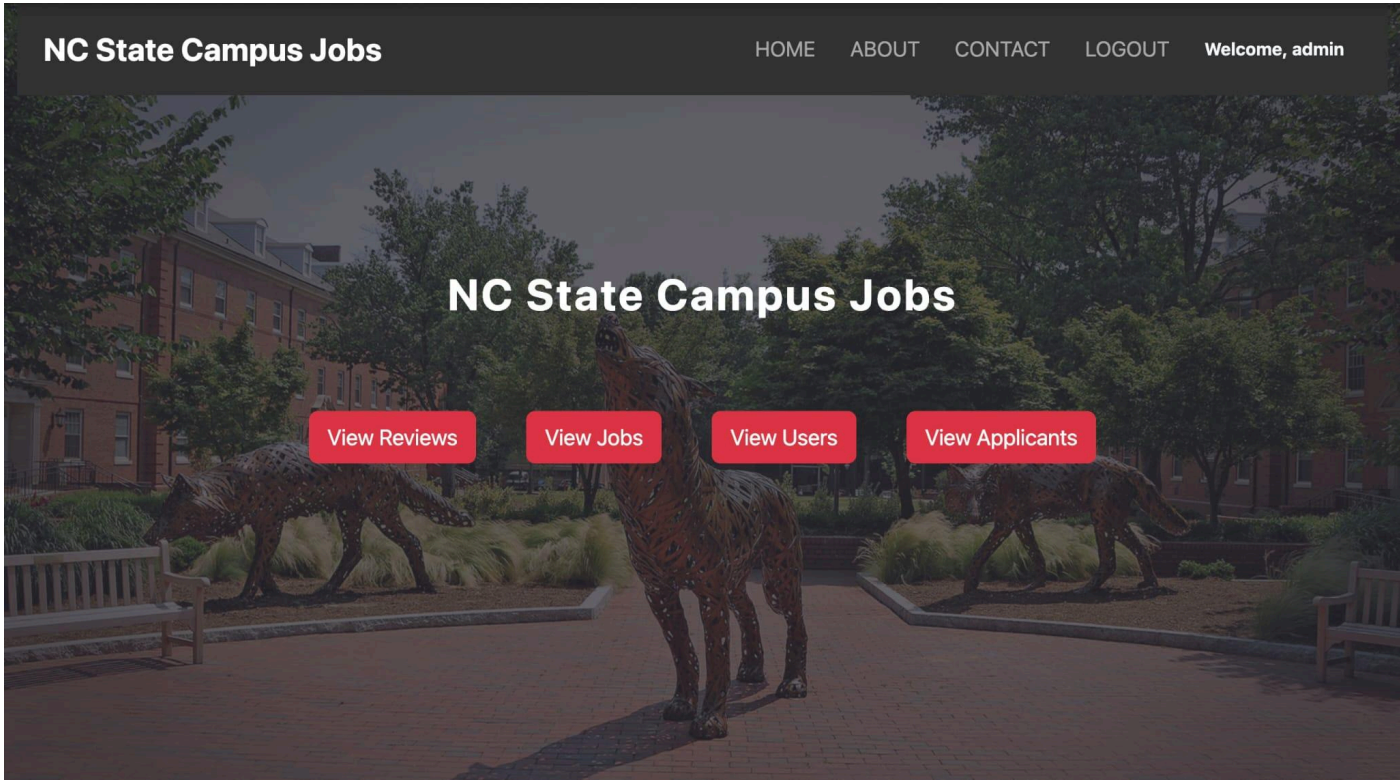 NC State Campus Jobs
HOME ABOUT CONTACT LOGOUT Welcome, admin
NC State Campus Jobs
View Reviews View Jobs View Users View Applicants